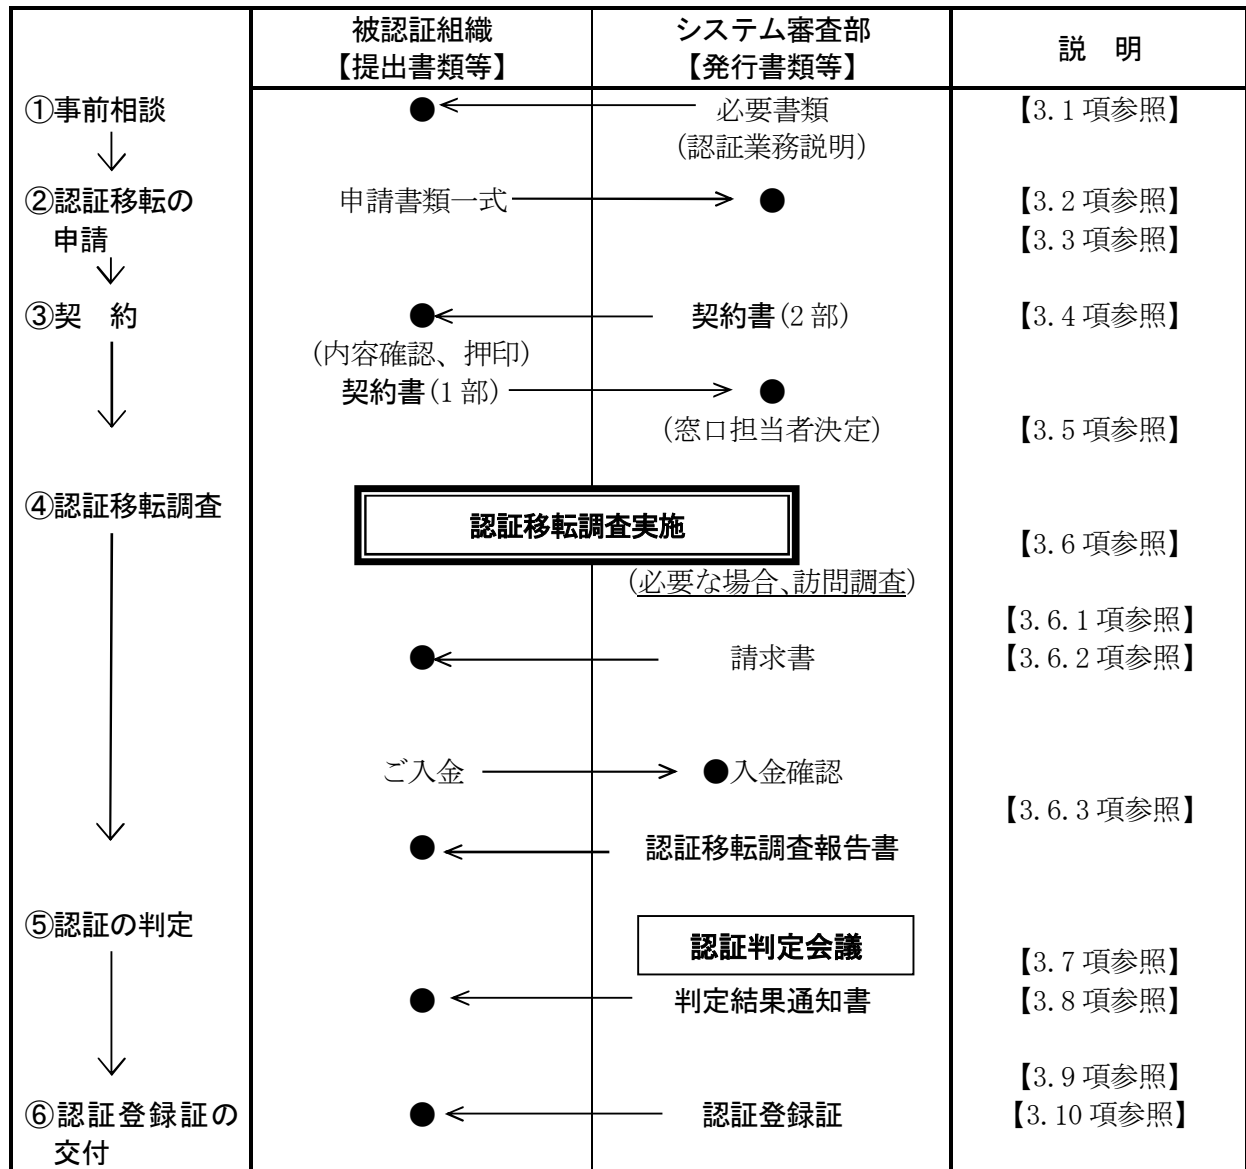 被認証組織 システム審査部 説　明
【提出書類等】 【発行書類等】
①事前相談 ● 必要書類 【3.1 項参照】
(認証業務説明)
②認証移転の 申請書類一式 ● 【3.2 項参照】
申請 【3.3 項参照】
③契　約 ● 契約書(2 部) 【3.4 項参照】
(内容確認、押印)
契約書(1 部) ●
(窓口担当者決定) 【3.5 項参照】
④認証移転調査 認証移転調査実施
【3.6 項参照】
(必要な場合、訪問調査)
【3.6.1 項参照】
● 請求書 【3.6.2 項参照】
ご入金 ●入金確認
【3.6.3 項参照】
● 認証移転調査報告書
⑤認証の判定
認証判定会議
【3.7 項参照】
● 判定結果通知書 【3.8 項参照】
【3.9 項参照】
⑥認証登録証の ● 認証登録証 【3.10 項参照】
交付